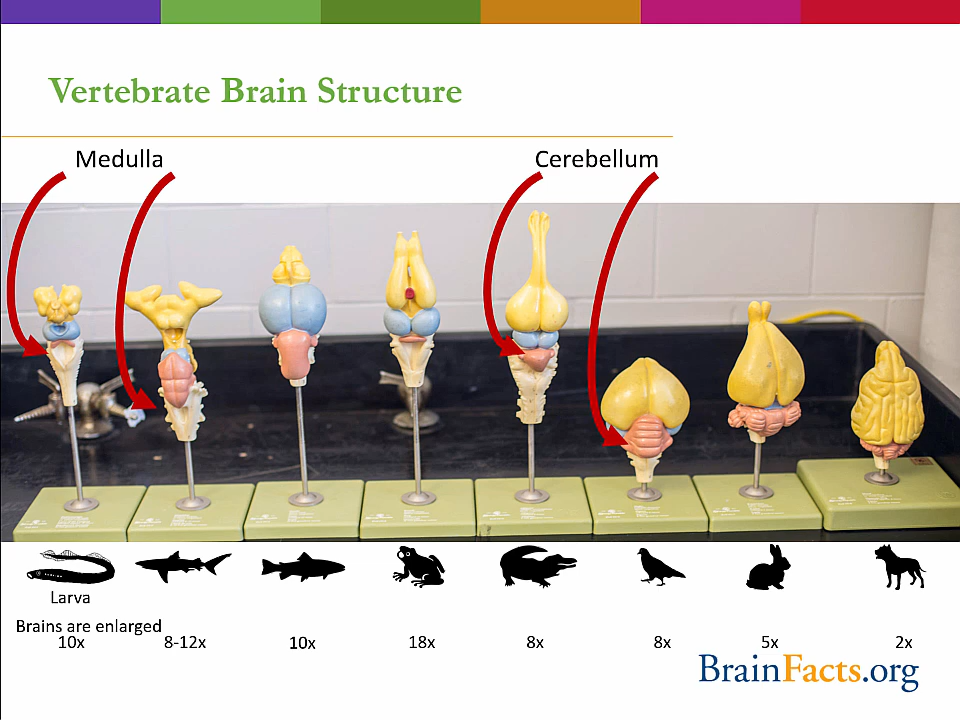 Vertebrate Brain Structure
Medulla
Cerebellum
Larva
Brains are enlarged
10x 8-12x 10x 18x 8x 8x 5x 2x
BrainFacts.org